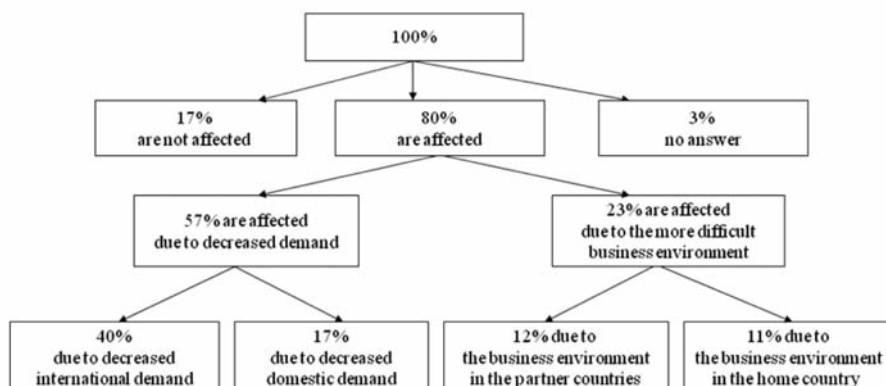 100%
17%
are not affected
80%
are affected
3%
no answer
57% are affected
due to decreased demand
23% are affected
due to the more difficult
business environment
40%
due to decreased
international demand
17%
due to decreased
domestic demand
12% due to
the business environment
in the partner countries
11% due to
the business environment
in the home country